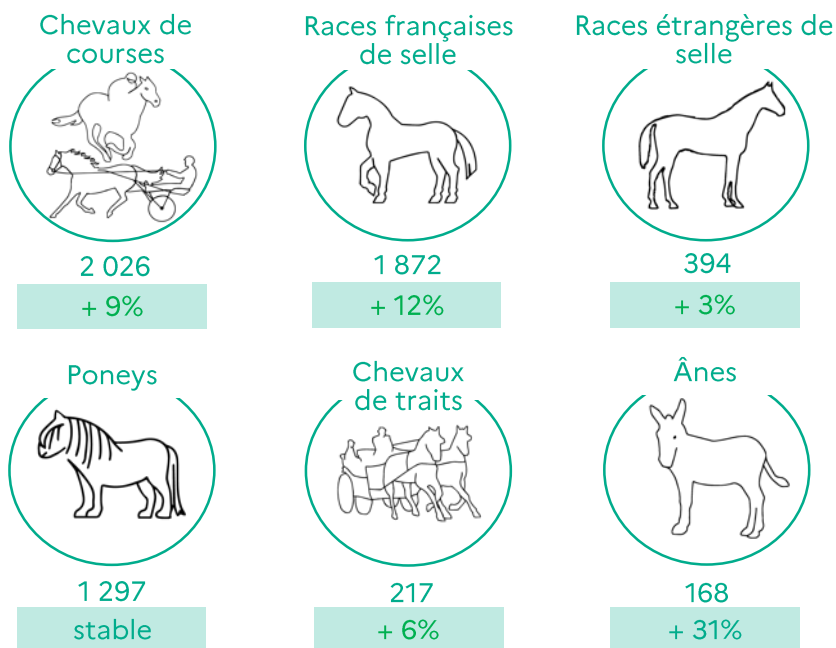 Chevaux de
courses
2 026
+ 9%
Races françaises
de selle
1 872
+ 12%
Races étrangères de
selle
394
+ 3%
Poneys
1 297
stable
Chevaux
de traits
217
+ 6%
Ânes
168
+ 31%